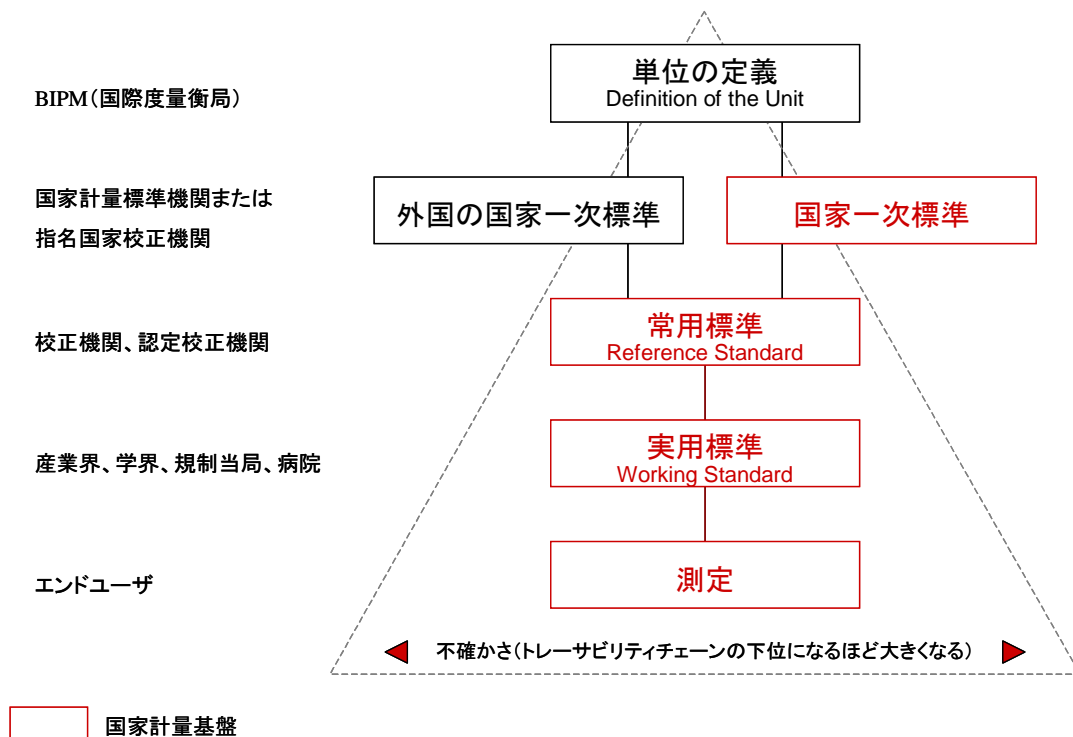 単位の定義
Definition of the Unit
BIPM(国際度量衡局)
国家計量標準機関または
指名国家校正機関
外国の国家一次標準
国家一次標準
校正機関、認定校正機関
常用標準
Reference Standard
産業界、学界、規制当局、病院
実用標準
Working Standard
エンドユーザ
測定
不確かさ(トレーサビリティチェーンの下位になるほど大きくなる)
国家計量基盤